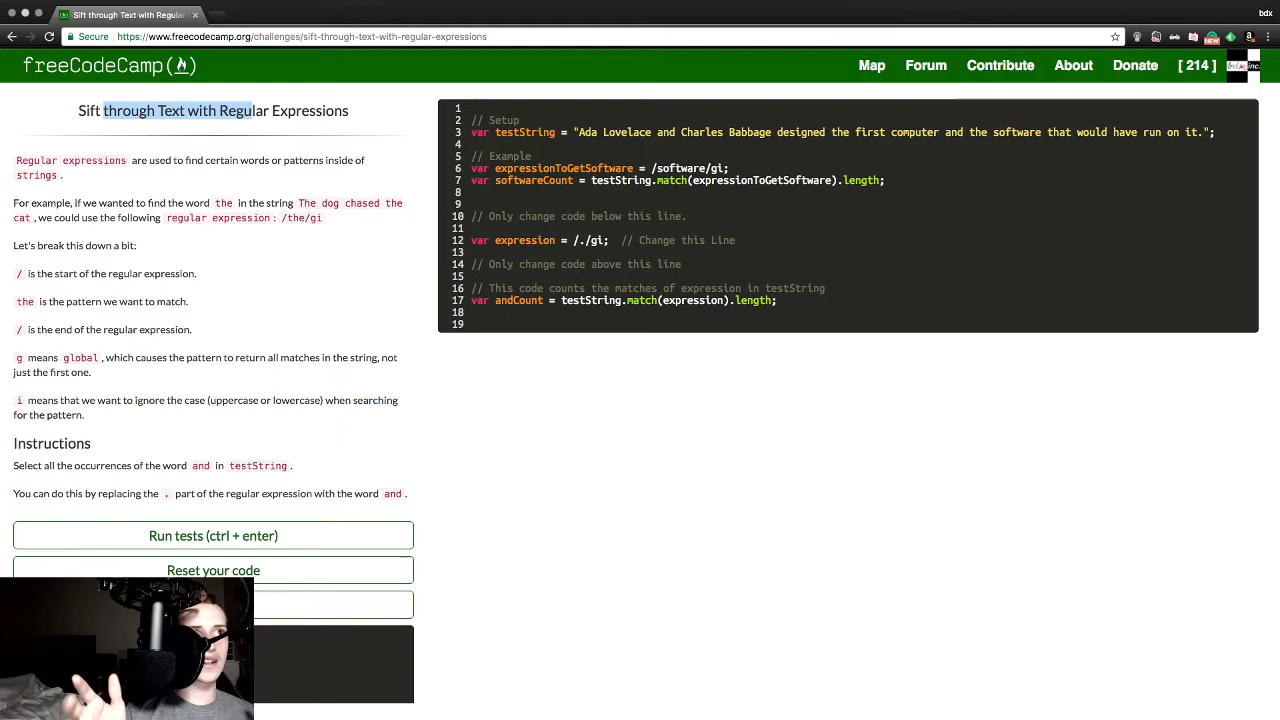 Sift through Text with Regular
bdx
Secure https://www.freecodecamp.org/challenges/sift-through-text-with-regular-expressions
NEW
freeCodeCamp
Map Forum Contribute About Donate [ 214 ]
Sift through Text with Regular Expressions
Regular expressions are used to find certain words or patterns inside of
strings.
For example, if we wanted to find the word the in the string The dog chased the
cat, we could use the following regular expression: /the/gi
Let's break this down a bit:
/ is the start of the regular expression.
the is the pattern we want to match.
/ is the end of the regular expression.
g means global, which causes the pattern to return all matches in the string, not
just the first one.
i means that we want to ignore the case (uppercase or lowercase) when searching
for the pattern.
Instructions
Select all the occurrences of the word and in testString.
You can do this by replacing the . part of the regular expression with the word and.
Run tests (ctrl + enter)
Reset your code
1
2 // Setup
3 var testString = "Ada Lovelace and Charles Babbage designed the first computer and the software that would have run on it.";
4
5 // Example
6 var expressionToGetSoftware = /software/gi;
7 var softwareCount = testString.match(expressionToGetSoftware).length;
8
9
10 // Only change code below this line.
11
12 var expression = /./gi; // Change this Line
13
14 // Only change code above this line
15
16 // This code counts the matches of expression in testString
17 var andCount = testString.match(expression).length;
18
19